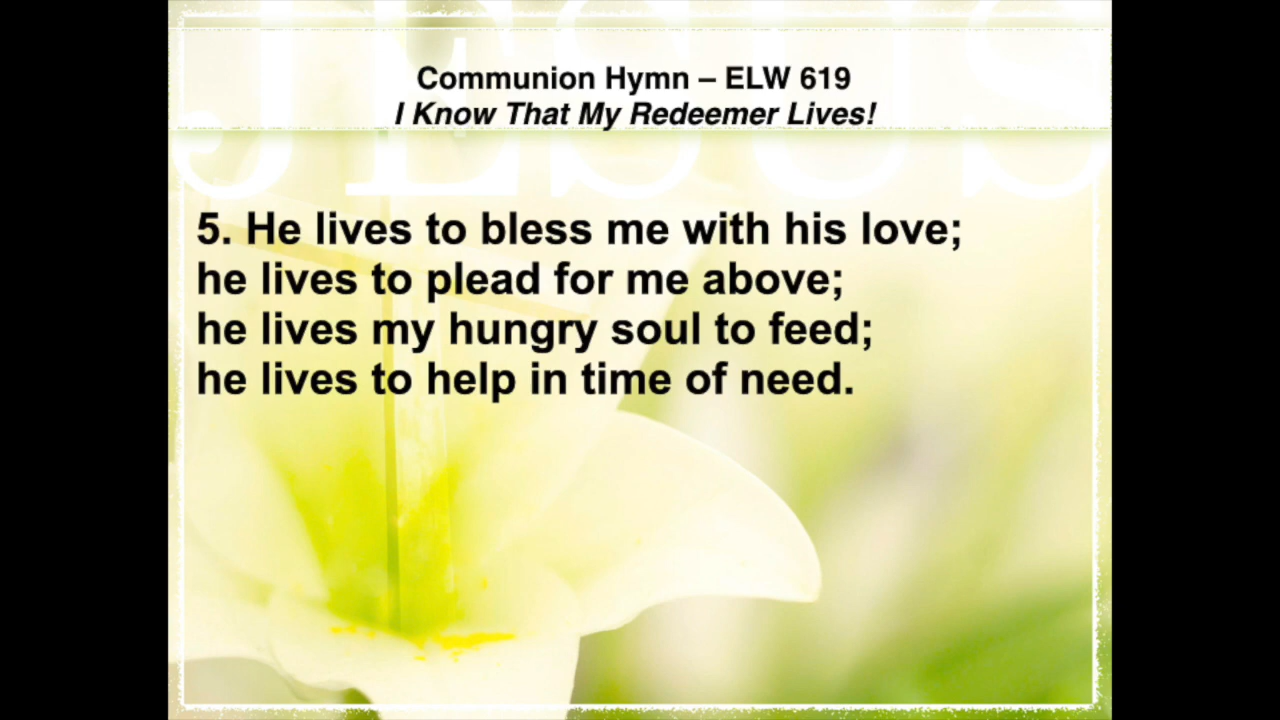 JESUS
Communion Hymn – ELW 619
I Know That My Redeemer Lives!
5. He lives to bless me with his love;
he lives to plead for me above;
he lives my hungry soul to feed;
he lives to help in time of need.